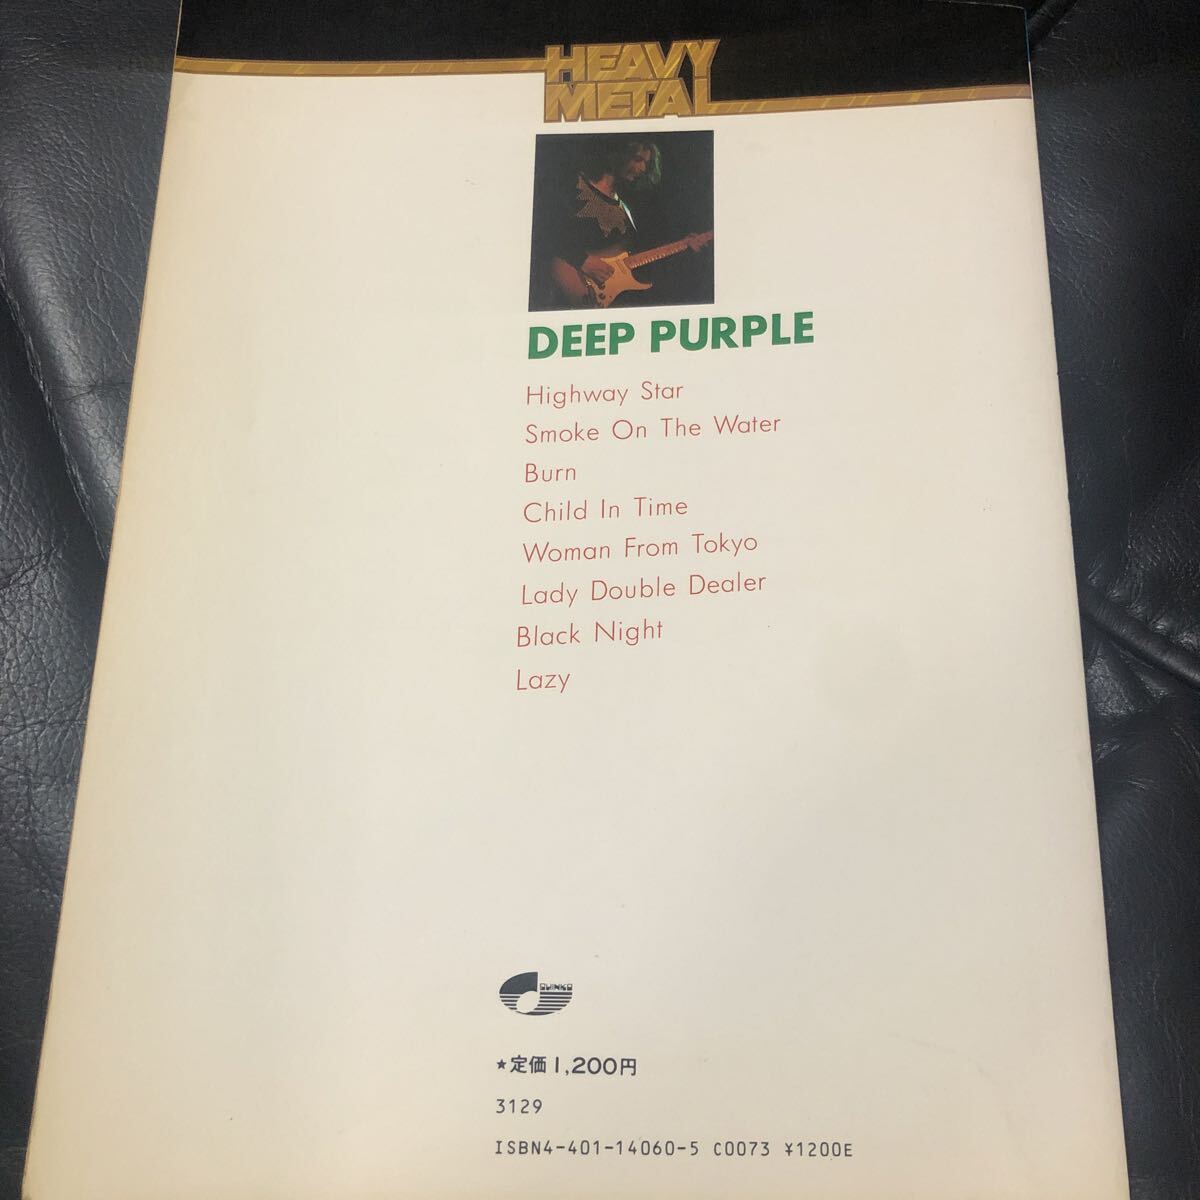 HEAVY
METAL
DEEP PURPLE
Highway Star
Smoke On The Water
Burn
Child In Time
Woman From Tokyo
Lady Double Dealer
Black Night
Lazy
SHINKO
★定価1,200円
3129
ISBN4-401-14060-5 C0073 ¥1200E